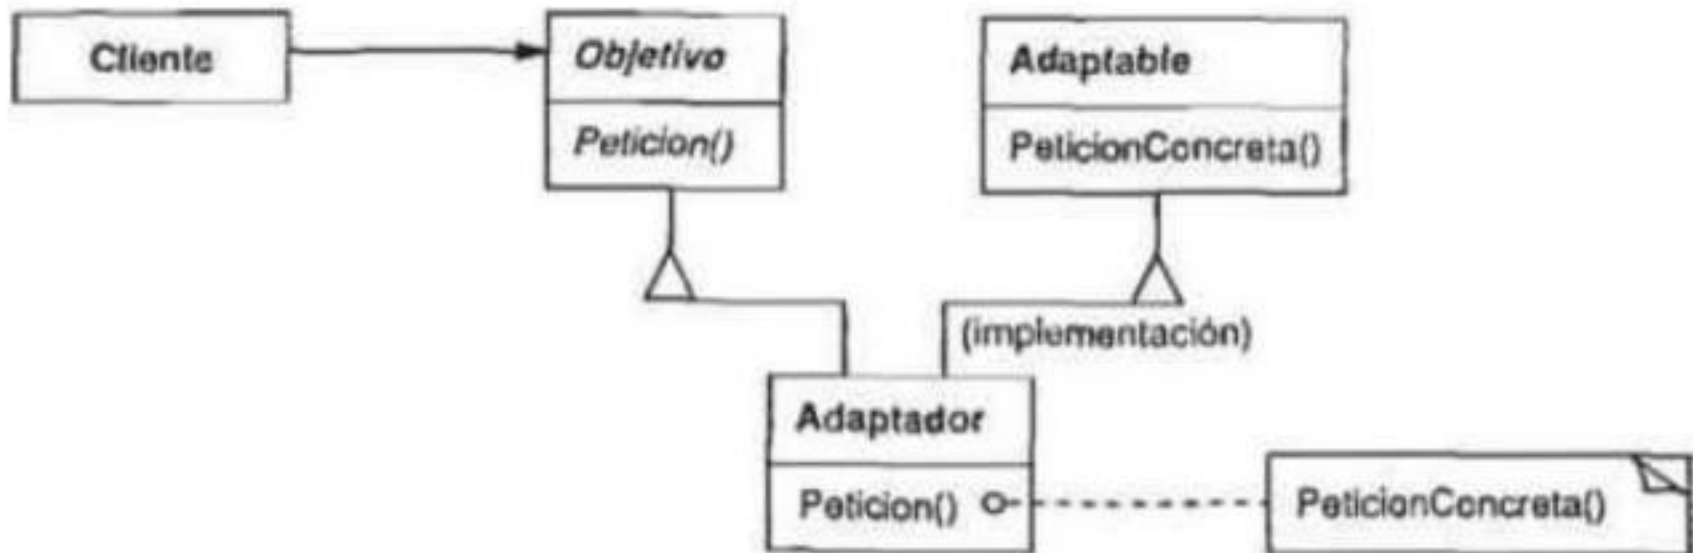 Cliente
Objetivo
Peticion()
Adaptable
PeticionConcreta()
(implementación)
Adaptador
Peticion()
PeticionConcreta()